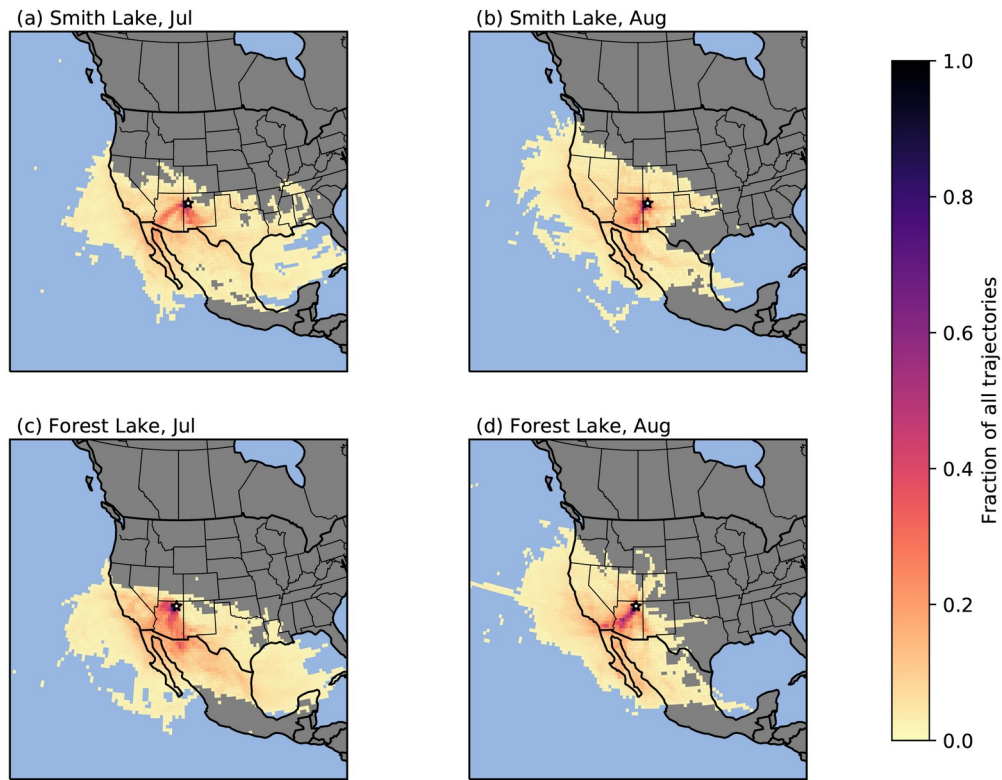 (a) Smith Lake, Jul
(b) Smith Lake, Aug
(c) Forest Lake, Jul
(d) Forest Lake, Aug
1.0
0.8
0.6
0.4
0.2
0.0
Fraction of all trajectories